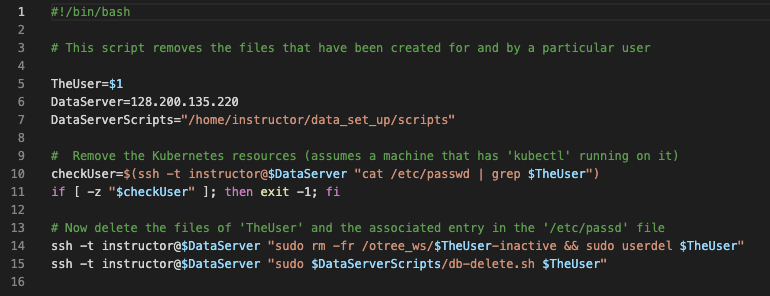 1 #!/bin/bash
2
3 # This script removes the files that have been created for and by a particular user
4
5 TheUser=$1
6 DataServer=128.200.135.220
7 DataServerScripts="/home/instructor/data_set_up/scripts"
8
9 #  Remove the Kubernetes resources (assumes a machine that has 'kubectl' running on it)
10 checkUser=$(ssh -t instructor@$DataServer "cat /etc/passwd | grep $TheUser")
11 if [ -z "$checkUser" ]; then exit -1; fi
12
13 # Now delete the files of 'TheUser' and the associated entry in the '/etc/passd' file
14 ssh -t instructor@$DataServer "sudo rm -fr /otree_ws/$TheUser-inactive && sudo userdel $TheUser"
15 ssh -t instructor@$DataServer "sudo $DataServerScripts/db-delete.sh $TheUser"
16